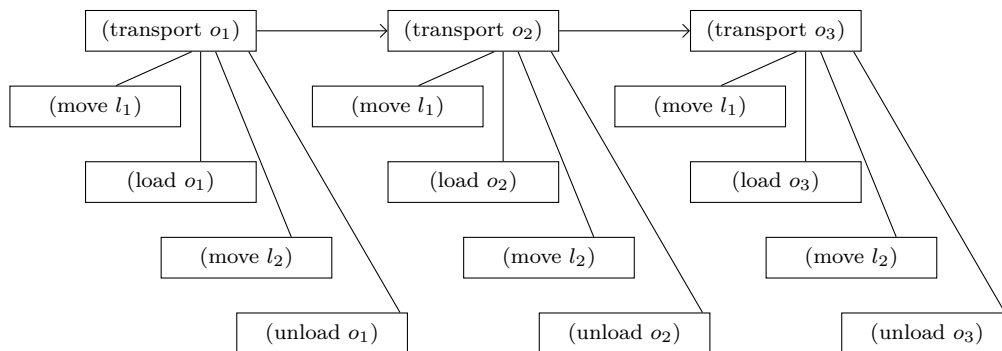 (transport o₁) (transport o₂) (transport o₃)
(move l₁) (move l₁) (move l₁)
(load o₁) (load o₂) (load o₃)
(move l₂) (move l₂) (move l₂)
(unload o₁) (unload o₂) (unload o₃)